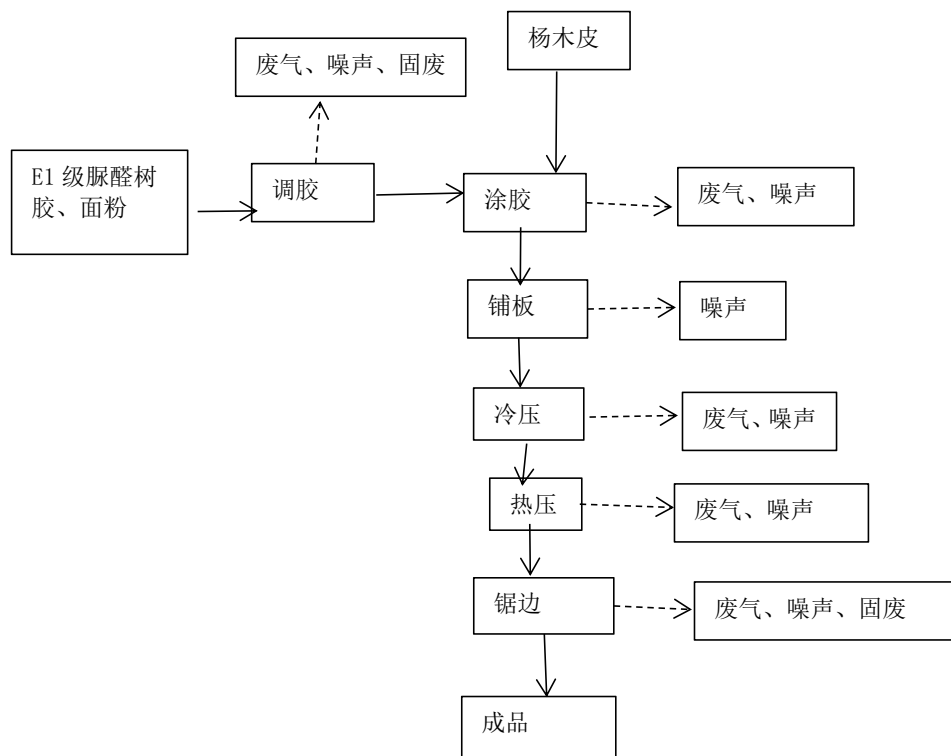 杨木皮
废气、噪声、固废
E1 级脲醛树
胶、面粉
调胶
涂胶
废气、噪声
铺板
噪声
冷压
废气、噪声
热压
废气、噪声
锯边
废气、噪声、固废
成品